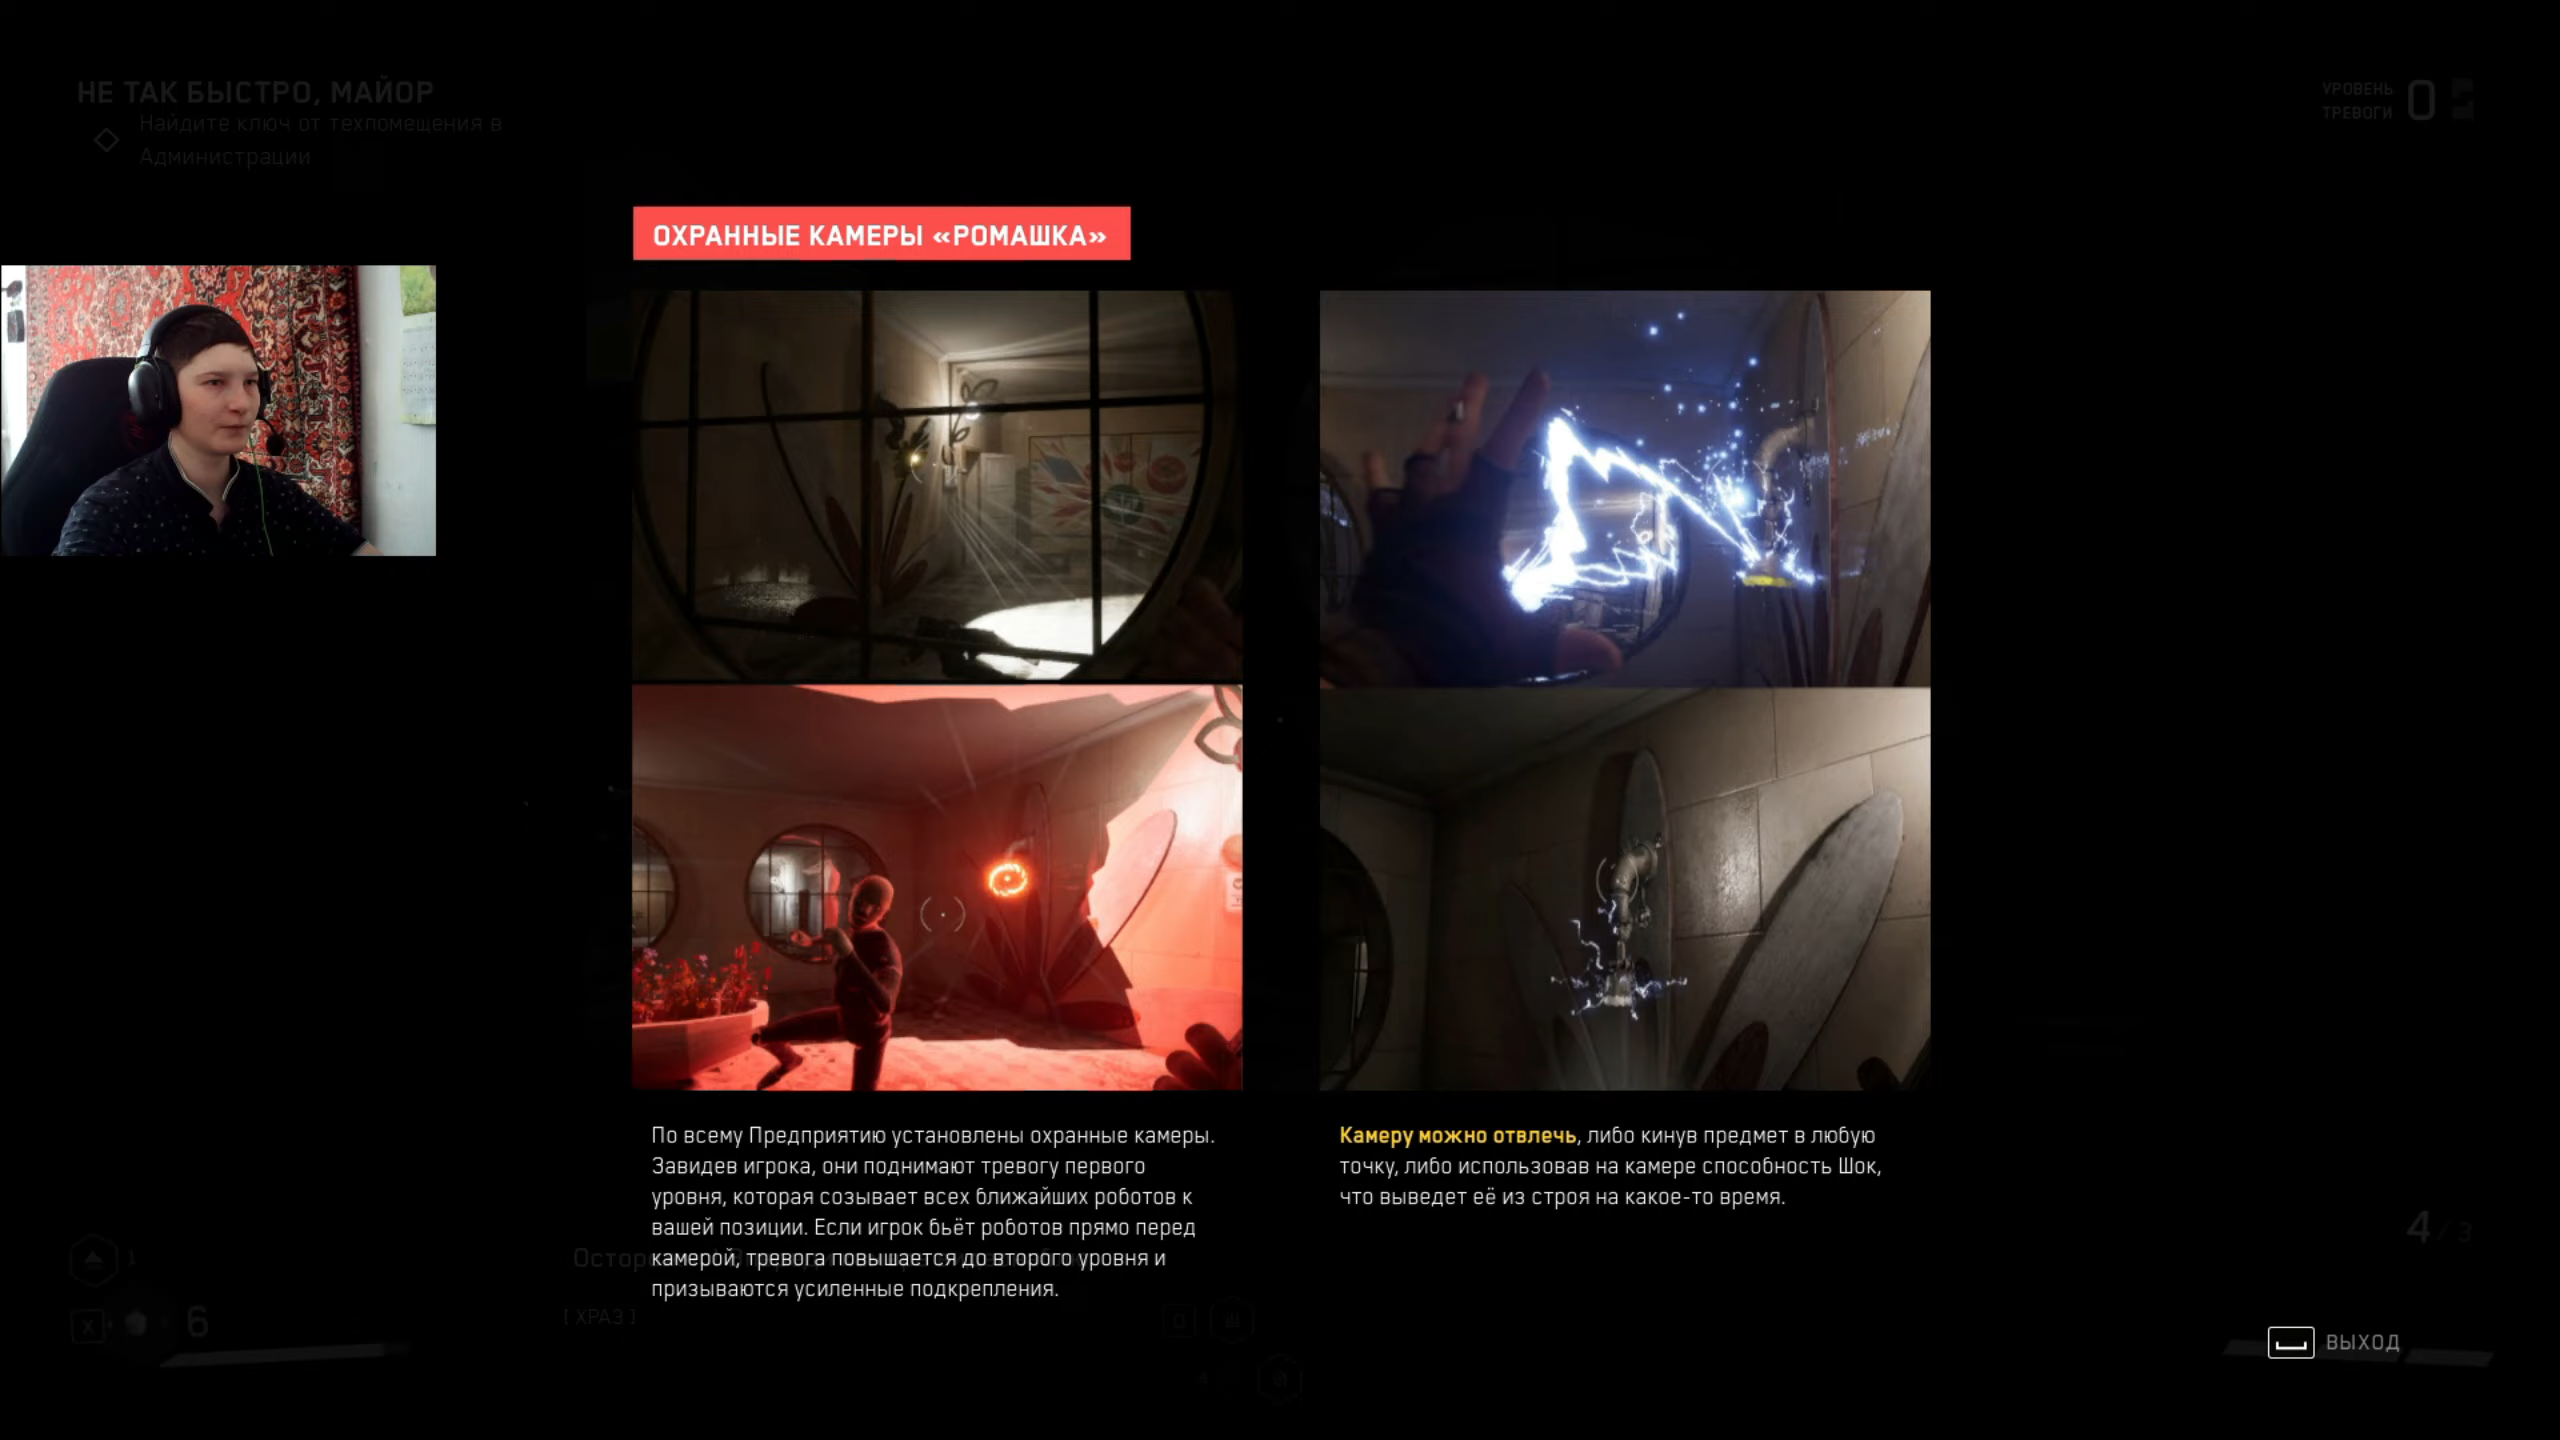 НЕ ТАК БЫСТРО, МАЙОР
Найдите ключ от техпомещения в
Администрации
УРОВЕНЬ
ТРЕВОГИ 0
ОХРАННЫЕ КАМЕРЫ «РОМАШКА»
По всему Предприятию установлены охранные камеры.
Завидев игрока, они поднимают тревогу первого
уровня, которая созывает всех ближайших роботов к
вашей позиции. Если игрок бьёт роботов прямо перед
камерой, тревога повышается до второго уровня и
призываются усиленные подкрепления.
Камеру можно отвлечь, либо кинув предмет в любую
точку, либо использовав на камере способность Шок,
что выведет её из строя на какое-то время.
4 / 3
1
X 6
[ ХРАЗ ]
ВЫХОД